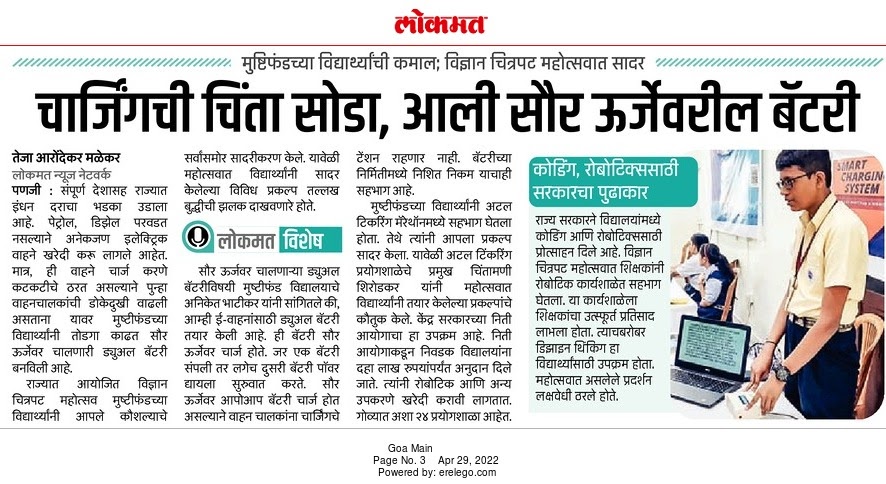 लोकमत
मुष्टिफंडच्या विद्यार्थ्यांची कमाल; विज्ञान चित्रपट महोत्सवात सादर
चार्जिंगची चिंता सोडा, आली सौर ऊर्जेवरील बॅटरी
तेजा आरोंदेकर मळेकर
लोकमत न्यूज नेटवर्क
पणजी : संपूर्ण देशासह राज्यात
इंधन दराचा भडका उडाला
आहे. पेट्रोल, डिझेल परवडत
नसल्याने अनेकजण इलेक्ट्रिक
वाहने खरेदी करू लागले आहेत.
मात्र, ही वाहने चार्ज करणे
कटकटीचे ठरत असल्याने पुन्हा
वाहनचालकांची डोकेदुखी वाढली
असताना यावर मुष्टीफंडच्या
विद्यार्थ्यांनी तोडगा काढत सौर
ऊर्जेवर चालणारी ड्युअल बॅटरी
बनविली आहे.
राज्यात आयोजित विज्ञान
चित्रपट महोत्सव मुष्टीफंडच्या
विद्यार्थ्यांनी आपले कौशल्याचे
सर्वांसमोर सादरीकरण केले. यावेळी
महोत्सवात विद्यार्थ्यांनी सादर
केलेल्या विविध प्रकल्प तल्लख
बुद्धीची झलक दाखवणारे होते.
लोकमत विशेष
सौर ऊर्जवर चालणाऱ्या ड्युअल
बॅटरीविषयी मुष्टीफंड विद्यालयाचे
अनिकेत भाटीकर यांनी सांगितले की,
आम्ही ई-वाहनांसाठी ड्युअल बॅटरी
तयार केली आहे. ही बॅटरी सौर
ऊर्जेवर चार्ज होते. जर एक बॅटरी
संपली तर लगेच दुसरी बॅटरी पॉवर
द्यायला सुरुवात करते. सौर
ऊर्जेवर आपोआप बॅटरी चार्ज होत
असल्याने वाहन चालकांना चार्जिंगचे
टेंशन राहणार नाही. बॅटरीच्या
निर्मितीमध्ये निशित निकम याचाही
सहभाग आहे.
मुष्टीफंडच्या विद्यार्थ्यांनी अटल
टिकरिंग मॅरेथॉनमध्ये सहभाग घेतला
होता. तेथे त्यांनी आपला प्रकल्प
सादर केला. यावेळी अटल टिंकरिंग
प्रयोगशाळेचे प्रमुख चिंतामणी
शिरोडकर यांनी महोत्सवात
विद्यार्थ्यांनी तयार केलेल्या प्रकल्पांचे
कौतुक केले. केंद्र सरकारच्या निती
आयोगाचा हा उपक्रम आहे. निती
आयोगाकडून निवडक विद्यालयांना
दहा लाख रुपयांपर्यंत अनुदान दिले
जाते. त्यांनी रोबोटिक आणि अन्य
उपकरणे खरेदी करावी लागतात.
गोव्यात अशा २४ प्रयोगशाळा आहेत.
कोडिंग, रोबोटिक्ससाठी
सरकारचा पुढाकार
राज्य सरकारने विद्यालयांमध्ये
कोडिंग आणि रोबोटिक्ससाठी
प्रोत्साहन दिले आहे. विज्ञान
चित्रपट महोत्सवात शिक्षकांनी
रोबोटिक कार्यशाळेत सहभाग
घेतला. या कार्यशाळेला
शिक्षकांचा उत्स्फूर्त प्रतिसाद
लाभला होता. त्याचबरोबर
डिझाइन थिंकिंग हा
विद्यार्थ्यांसाठी उपक्रम होता.
महोत्सवात असलेले प्रदर्शन
लक्षवेधी ठरले होते.
SMART
CHARGING
SYSTEM
Goa Main
Page No. 3 Apr 29, 2022
Powered by: erelego.com